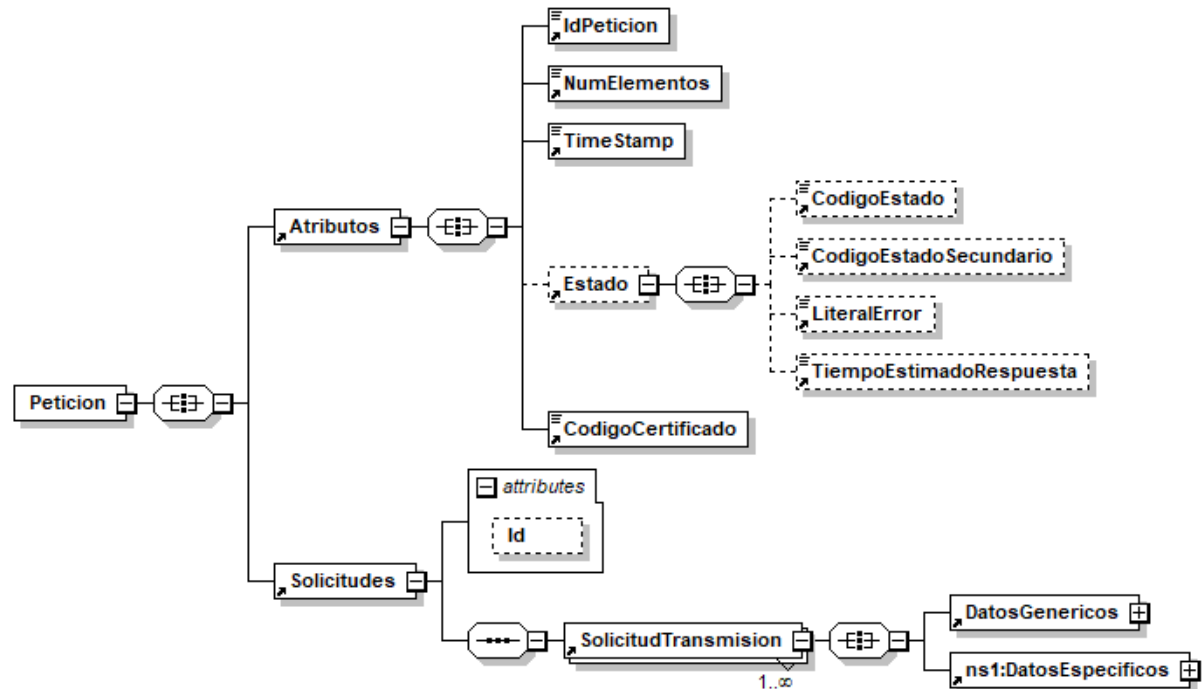 IdPeticion
NumElementos
TimeStamp
Atributos
CodigoEstado
CodigoEstadoSecundario
Estado
LiteralError
TiempoEstimadoRespuesta
Peticion
CodigoCertificado
attributes
Id
Solicitudes
DatosGenericos
SolicitudTransmision
1..∞
ns1:DatosEspecificos